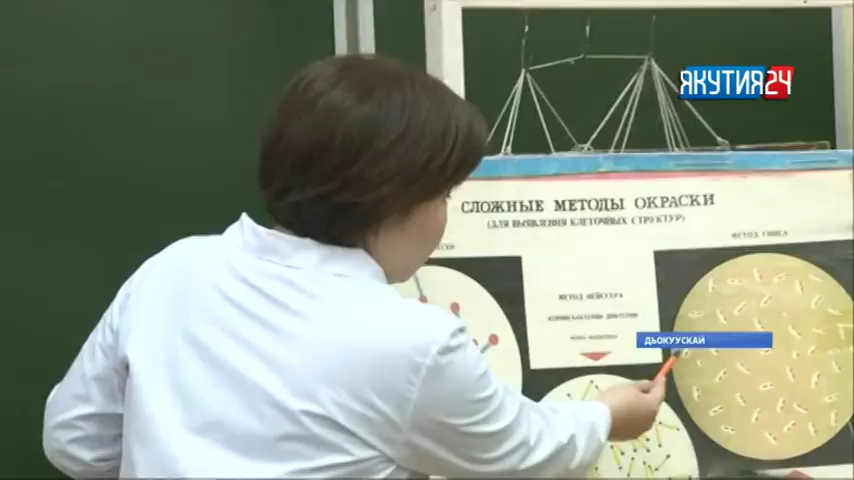 ЯКУТИЯ24
СЛОЖНЫЕ МЕТОДЫ ОКРАСКИ
(ДЛЯ ВЫЯВЛЕНИЯ КЛЕТОЧНЫХ СТРУКТУР)
МЕТОД ГИНСА
МЕТОД НЕЙССЕРА
ДЬОКУУСКАЙ